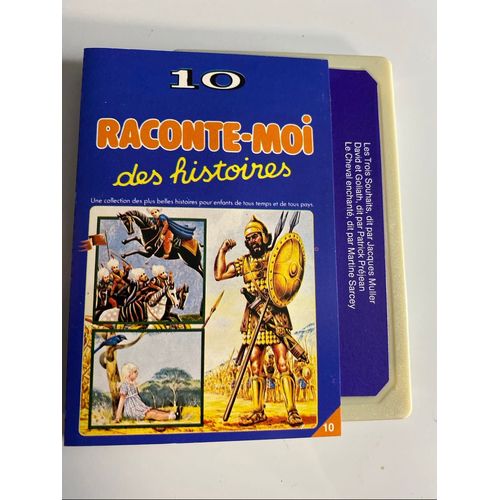 10
RACONTE-MOI
des histoires
Une collection des plus belles histoires pour enfants de tous temps et de tous pays.
10
Les Trois Souhaits, dit par Jacques Muller
David et Goliath, dit par Patrick Préjean
Le Cheval enchanté, dit par Martine Sarcey